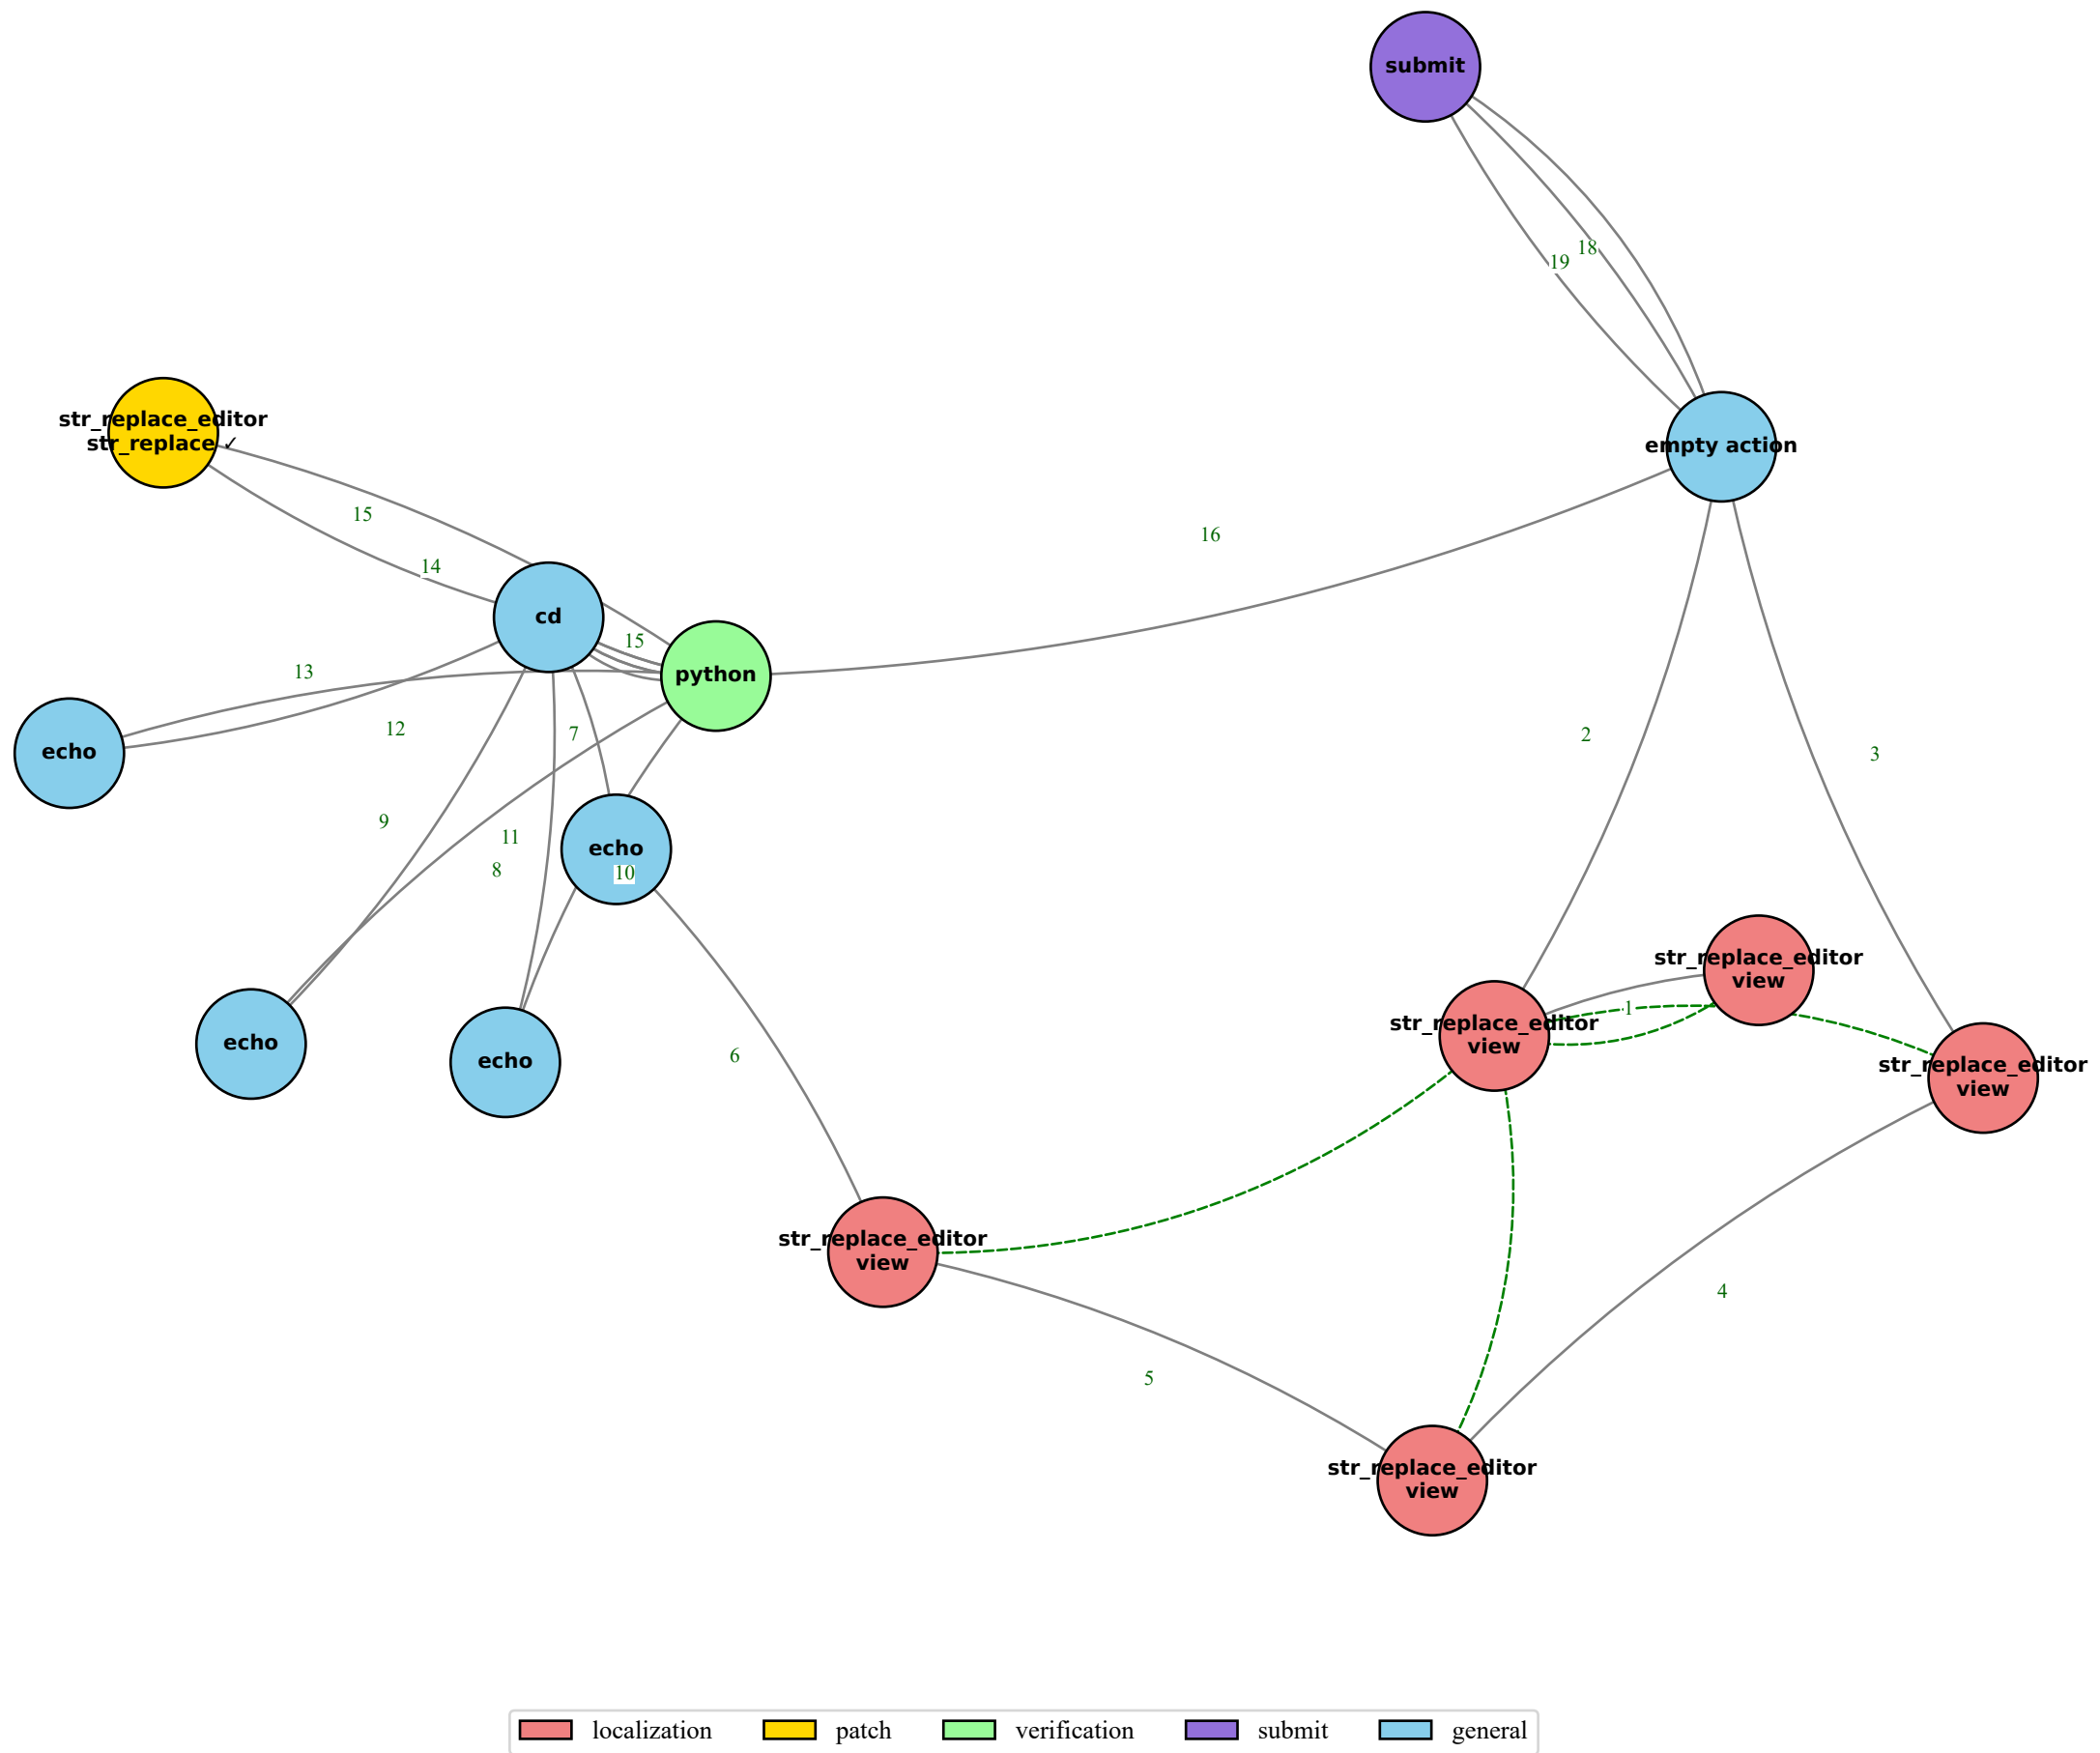 submit
18
19
str_replace_editor
str_replace ✓
empty action
15
16
14
cd
15
python
13
12
7
2
3
echo
9
11
echo
8
10
str_replace_editor
view
1
str_replace_editor
view
echo
echo
6
str_replace_editor
view
str_replace_editor
view
4
5
str_replace_editor
view
localization
patch
verification
submit
general